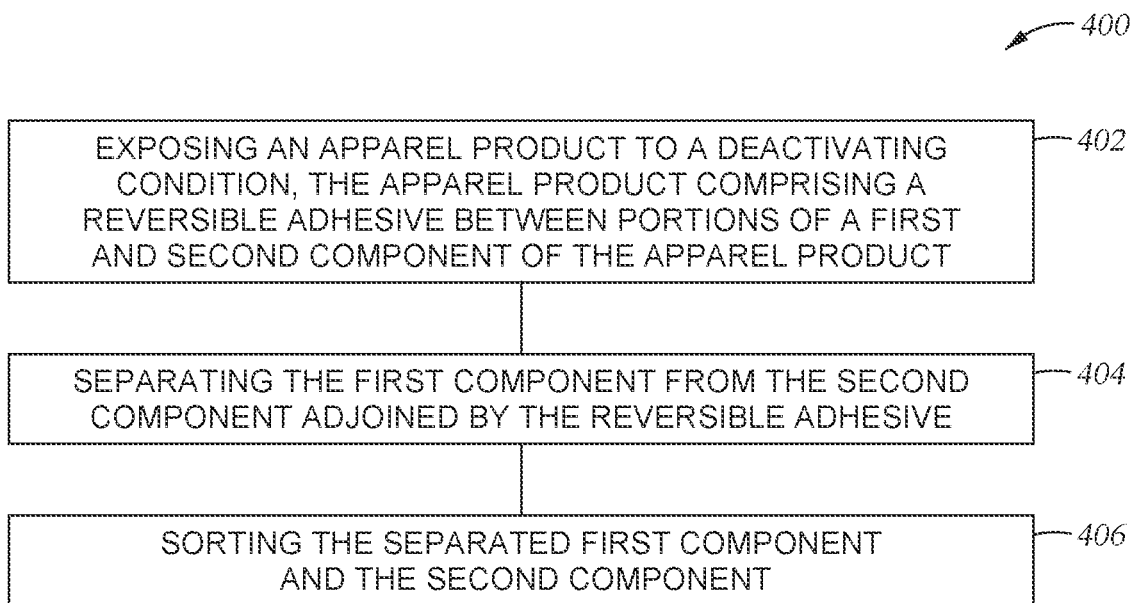 400
EXPOSING AN APPAREL PRODUCT TO A DEACTIVATING
CONDITION, THE APPAREL PRODUCT COMPRISING A
REVERSIBLE ADHESIVE BETWEEN PORTIONS OF A FIRST
AND SECOND COMPONENT OF THE APPAREL PRODUCT
402
SEPARATING THE FIRST COMPONENT FROM THE SECOND
COMPONENT ADJOINED BY THE REVERSIBLE ADHESIVE
404
SORTING THE SEPARATED FIRST COMPONENT
AND THE SECOND COMPONENT
406